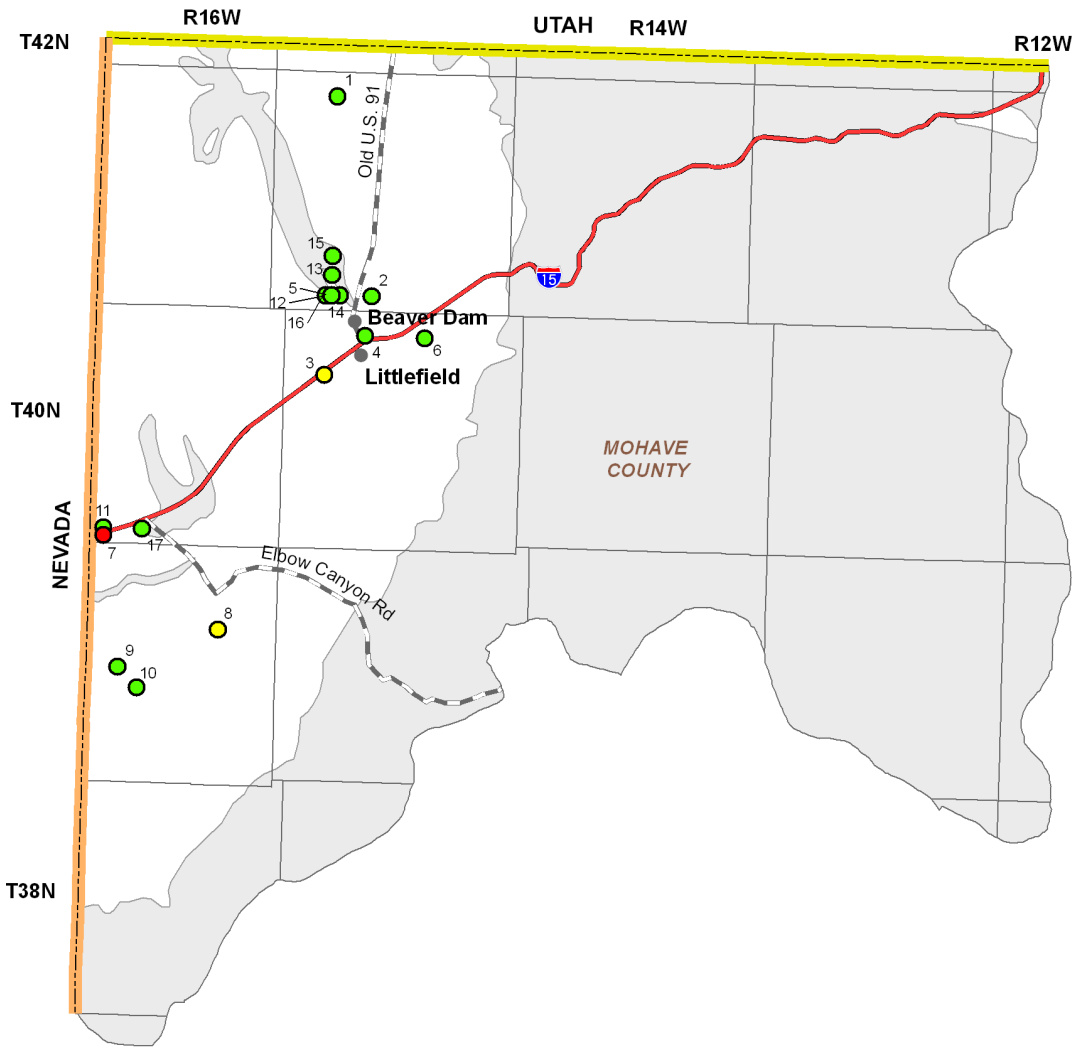 R16W
UTAH
R14W
R12W
T42N
1
Old U.S. 91
15
13
15
5
2
12
14
16
Beaver Dam
4
6
3
Littlefield
T40N
MOHAVE
COUNTY
NEVADA
11
17
7
Elbow Canyon Rd
8
9
10
T38N